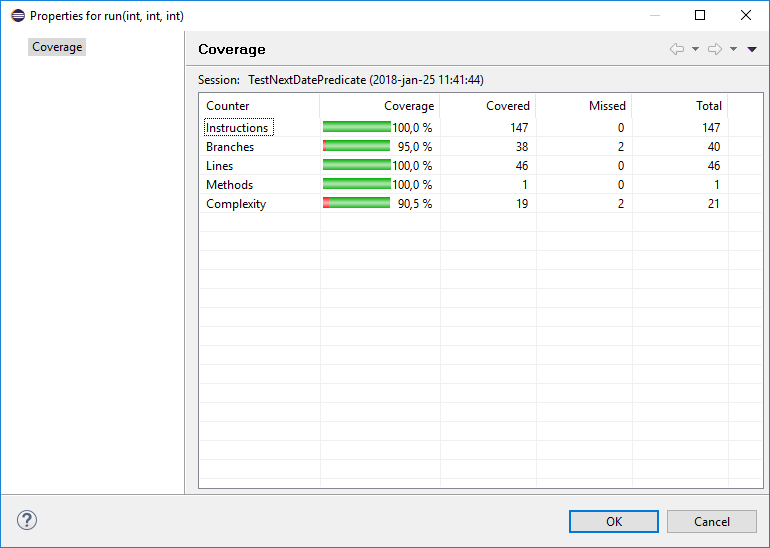 Properties for run(int, int, int)
Coverage
Coverage
Session: TestNextDatePredicate (2018-jan-25 11:41:44)
Counter Coverage Covered Missed Total
Instructions 100,0 % 147 0 147
Branches 95,0 % 38 2 40
Lines 100,0 % 46 0 46
Methods 100,0 % 1 0 1
Complexity 90,5 % 19 2 21
?
OK Cancel